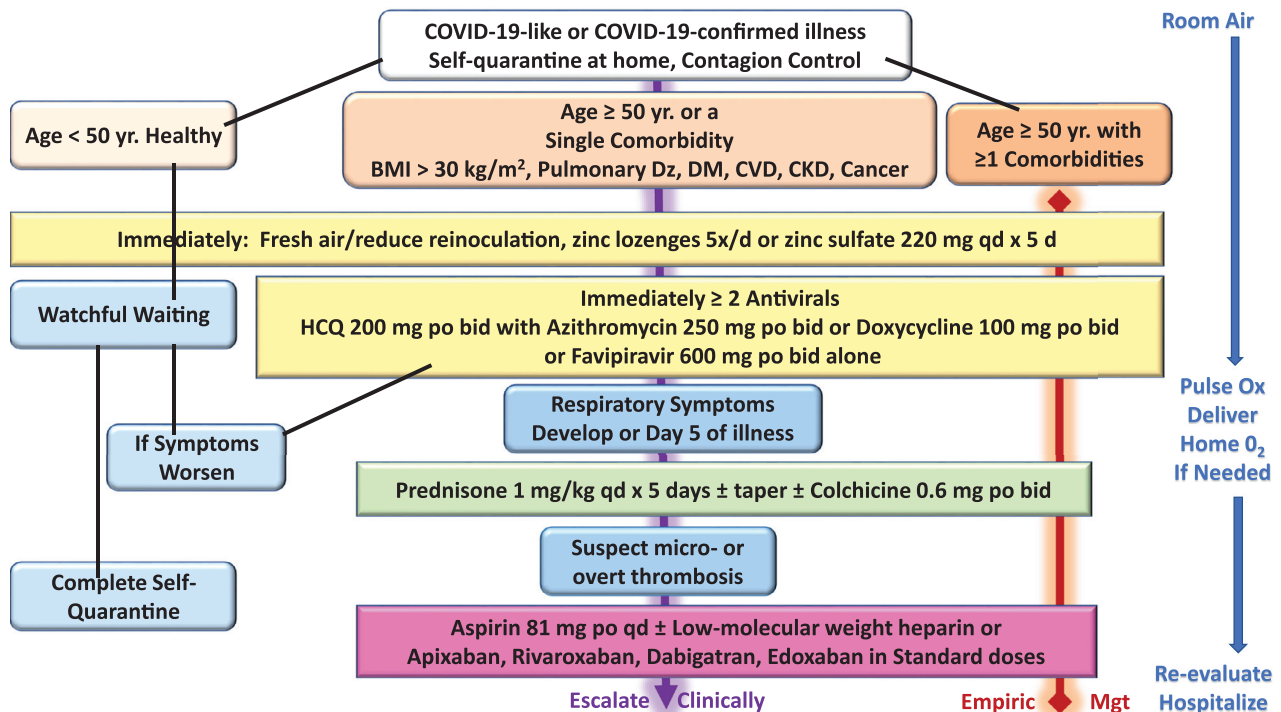 COVID-19-like or COVID-19-confirmed illness
Self-quarantine at home, Contagion Control
Room Air
Age < 50 yr. Healthy
Age ≥ 50 yr. or a
Single Comorbidity
BMI > 30 kg/m², Pulmonary Dz, DM, CVD, CKD, Cancer
Age ≥ 50 yr. with
≥1 Comorbidities
Immediately: Fresh air/reduce reinoculation, zinc lozenges 5x/d or zinc sulfate 220 mg qd x 5 d
Watchful Waiting
Immediately ≥ 2 Antivirals
HCQ 200 mg po bid with Azithromycin 250 mg po bid or Doxycycline 100 mg po bid
or Favipiravir 600 mg po bid alone
Pulse Ox
Deliver
Home 0₂
If Needed
Respiratory Symptoms
Develop or Day 5 of illness
If Symptoms
Worsen
Prednisone 1 mg/kg qd x 5 days ± taper ± Colchicine 0.6 mg po bid
Suspect micro- or
overt thrombosis
Complete Self-
Quarantine
Aspirin 81 mg po qd ± Low-molecular weight heparin or
Apixaban, Rivaroxaban, Dabigatran, Edoxaban in Standard doses
Escalate Clinically
Empiric Mgt
Re-evaluate
Hospitalize